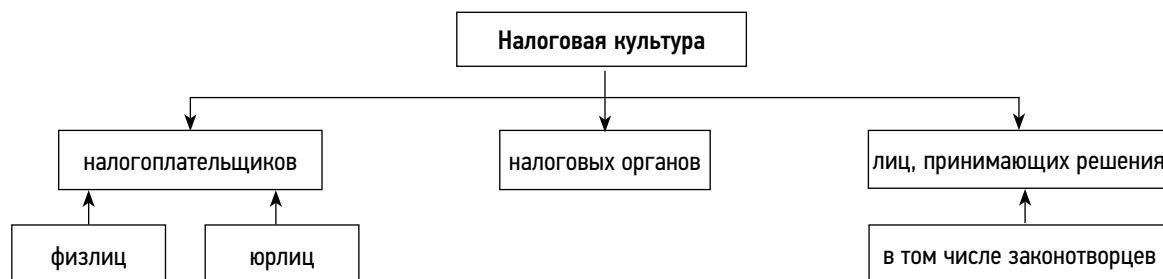 Налоговая культура
налогоплательщиков
налоговых органов
лиц, принимающих решения
физлиц
юрлиц
в том числе законотворцев